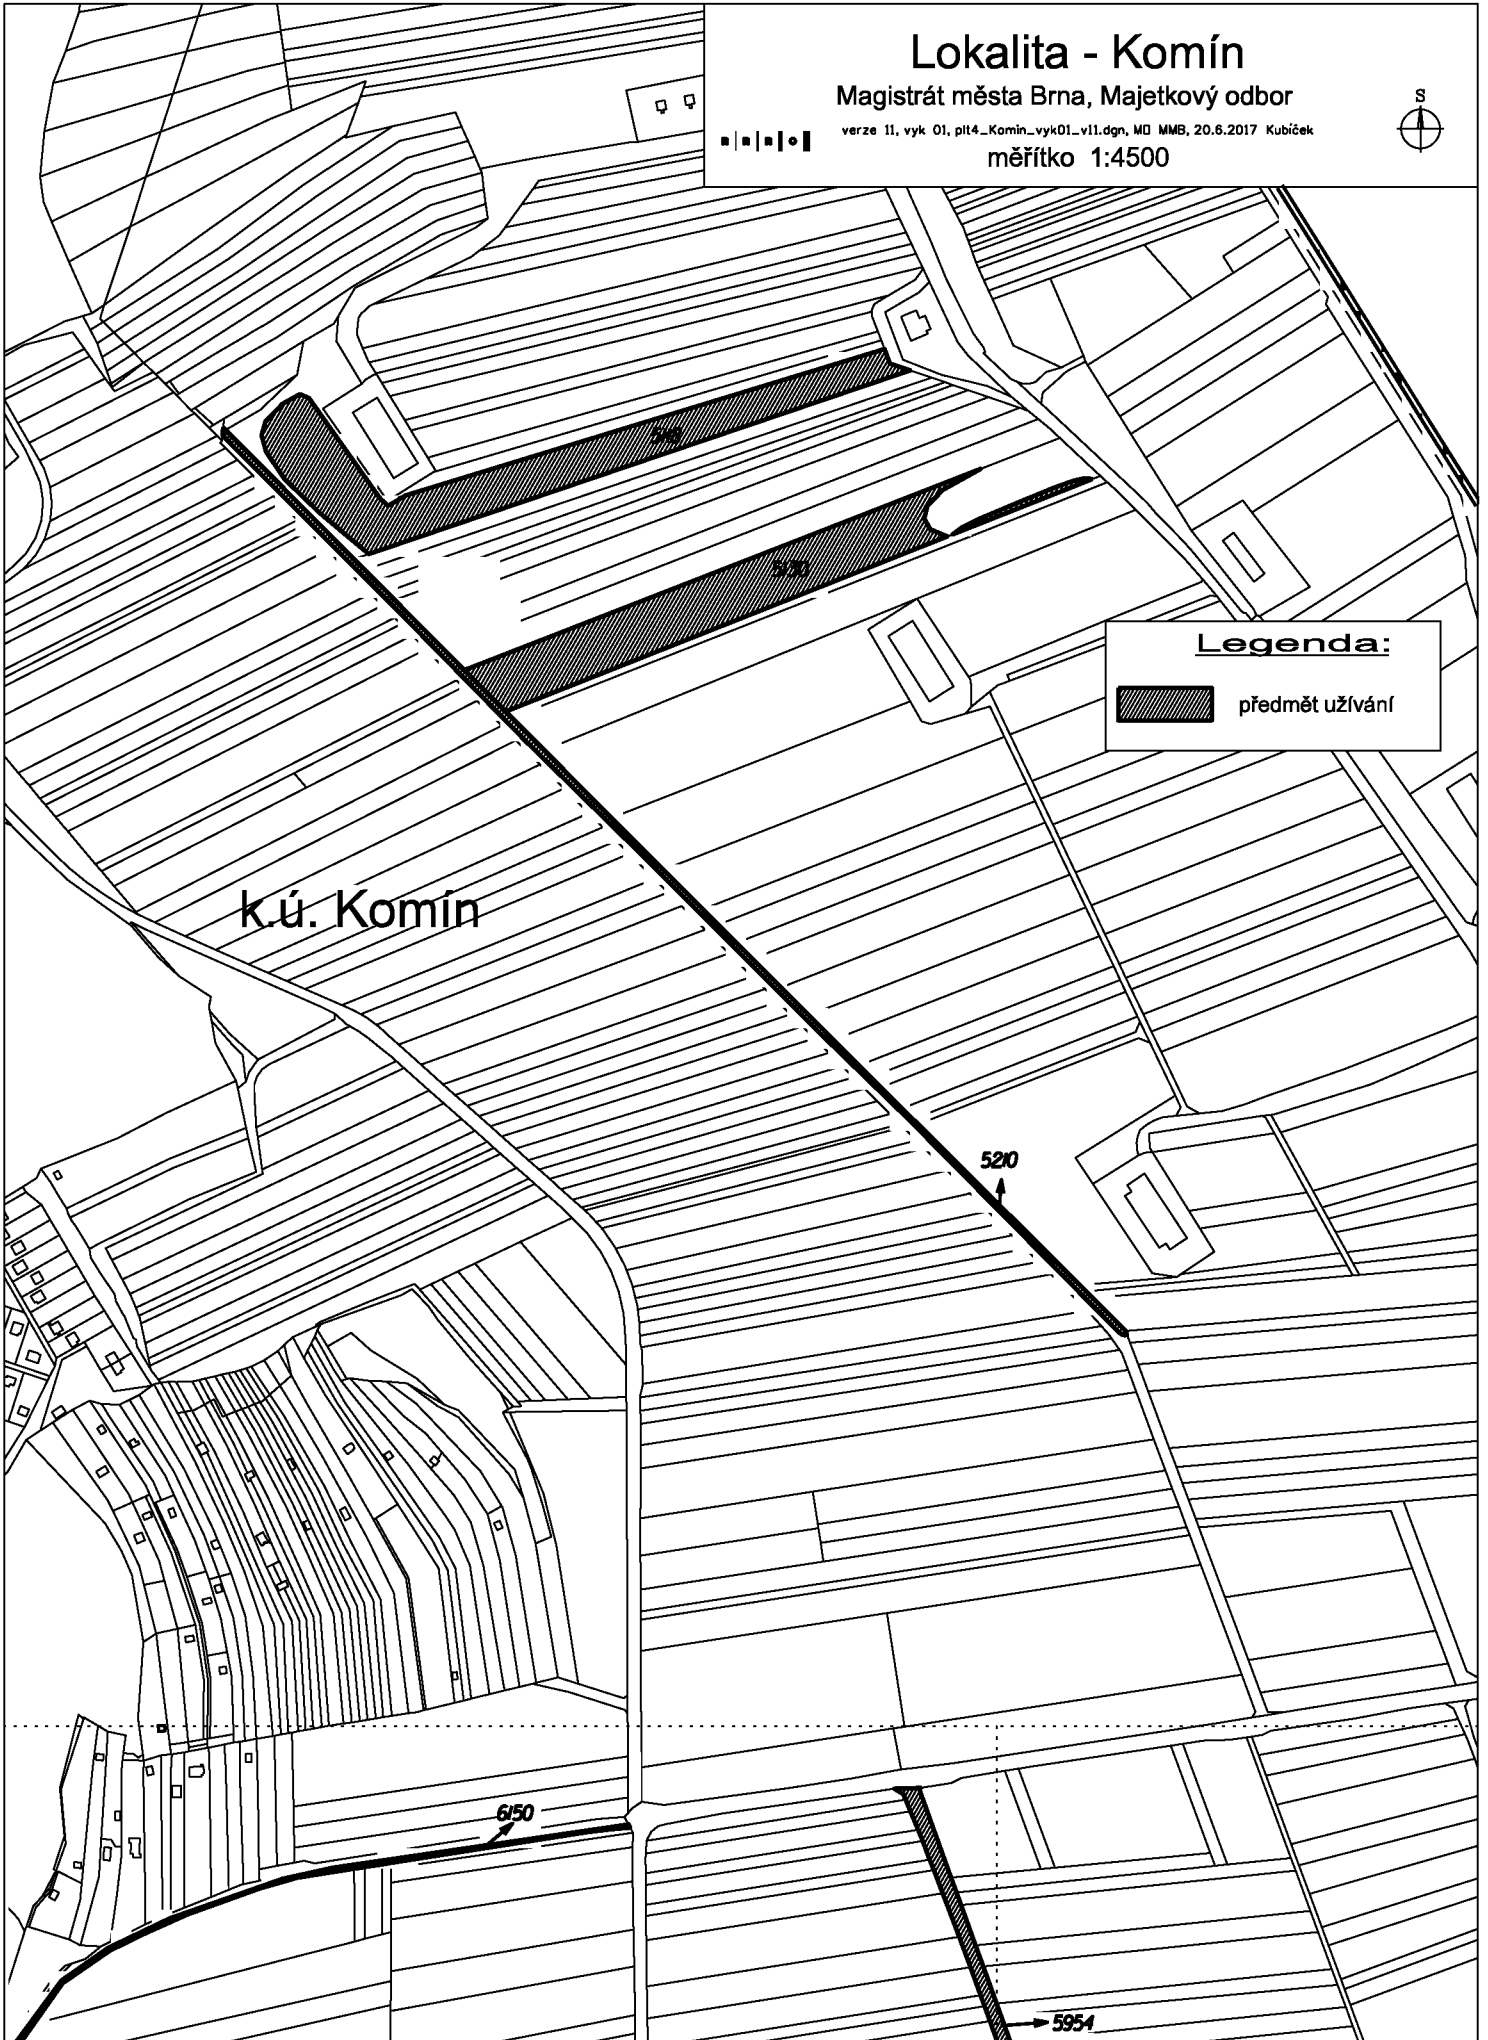 Lokalita - Komín
Magistrát města Brna, Majetkový odbor
verze 11, vyk 01, plt4_Komin_vyk01_v11.dgn, MO MMB, 20.6.2017 Kubíček
měřítko 1:4500
S
5130
Legenda:
předmět užívání
k.ú. Komín
5210
6150
5954